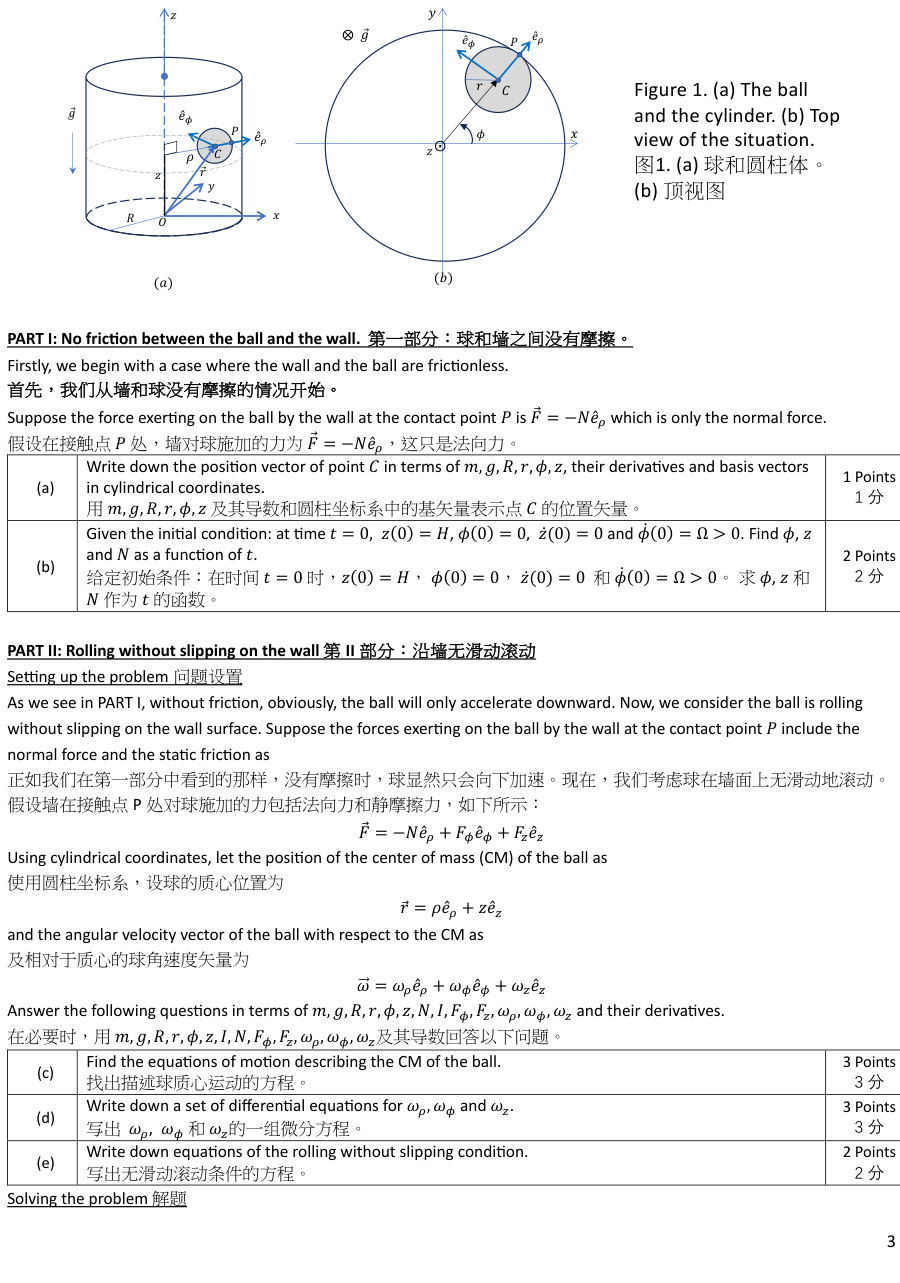 z
y
⊗ g⃗
ê_ϕ
P
ê_ρ
r
C
g⃗
ê_ϕ
P
ê_ρ
C
ρ
ϕ
x
z
r⃗
z
y
R
O
x
(a)
(b)
Figure 1. (a) The ball
and the cylinder. (b) Top
view of the situation.
图1. (a) 球和圆柱体。
(b) 顶视图
PART I: No friction between the ball and the wall. 第一部分：球和墙之间没有摩擦。
Firstly, we begin with a case where the wall and the ball are frictionless.
首先，我们从墙和球没有摩擦的情况开始。
Suppose the force exerting on the ball by the wall at the contact point P is F⃗ = −Nê_ρ which is only the normal force.
假设在接触点 P 处，墙对球施加的力为 F⃗ = −Nê_ρ，这只是法向力。
(a)
Write down the position vector of point C in terms of m, g, R, r, ϕ, z, their derivatives and basis vectors
in cylindrical coordinates.
用 m, g, R, r, ϕ, z 及其导数和圆柱坐标系中的基矢量表示点 C 的位置矢量。
1 Points
1 分
(b)
Given the initial condition: at time t = 0, z(0) = H, ϕ(0) = 0, ż(0) = 0 and ϕ̇(0) = Ω > 0. Find ϕ, z
and N as a function of t.
给定初始条件：在时间 t = 0 时，z(0) = H， ϕ(0) = 0， ż(0) = 0 和 ϕ̇(0) = Ω > 0。 求 ϕ, z 和
N 作为 t 的函数。
2 Points
2 分
PART II: Rolling without slipping on the wall 第 II 部分：沿墙无滑动滚动
Setting up the problem 问题设置
As we see in PART I, without friction, obviously, the ball will only accelerate downward. Now, we consider the ball is rolling
without slipping on the wall surface. Suppose the forces exerting on the ball by the wall at the contact point P include the
normal force and the static friction as
正如我们在第一部分中看到的那样，没有摩擦时，球显然只会向下加速。现在，我们考虑球在墙面上无滑动地滚动。
假设墙在接触点 P 处对球施加的力包括法向力和静摩擦力，如下所示：
F⃗ = −Nê_ρ + F_ϕê_ϕ + F_zê_z
Using cylindrical coordinates, let the position of the center of mass (CM) of the ball as
使用圆柱坐标系，设球的质心位置为
r⃗ = ρê_ρ + zê_z
and the angular velocity vector of the ball with respect to the CM as
及相对于质心的球角速度矢量为
ω⃗ = ω_ρê_ρ + ω_ϕê_ϕ + ω_zê_z
Answer the following questions in terms of m, g, R, r, ϕ, z, N, I, F_ϕ, F_z, ω_ρ, ω_ϕ, ω_z and their derivatives.
在必要时，用 m, g, R, r, ϕ, z, I, N, F_ϕ, F_z, ω_ρ, ω_ϕ, ω_z及其导数回答以下问题。
(c)
Find the equations of motion describing the CM of the ball.
找出描述球质心运动的方程。
3 Points
3 分
(d)
Write down a set of differential equations for ω_ρ, ω_ϕ and ω_z.
写出 ω_ρ, ω_ϕ 和 ω_z的一组微分方程。
3 Points
3 分
(e)
Write down equations of the rolling without slipping condition.
写出无滑动滚动条件的方程。
2 Points
2 分
Solving the problem 解题
3